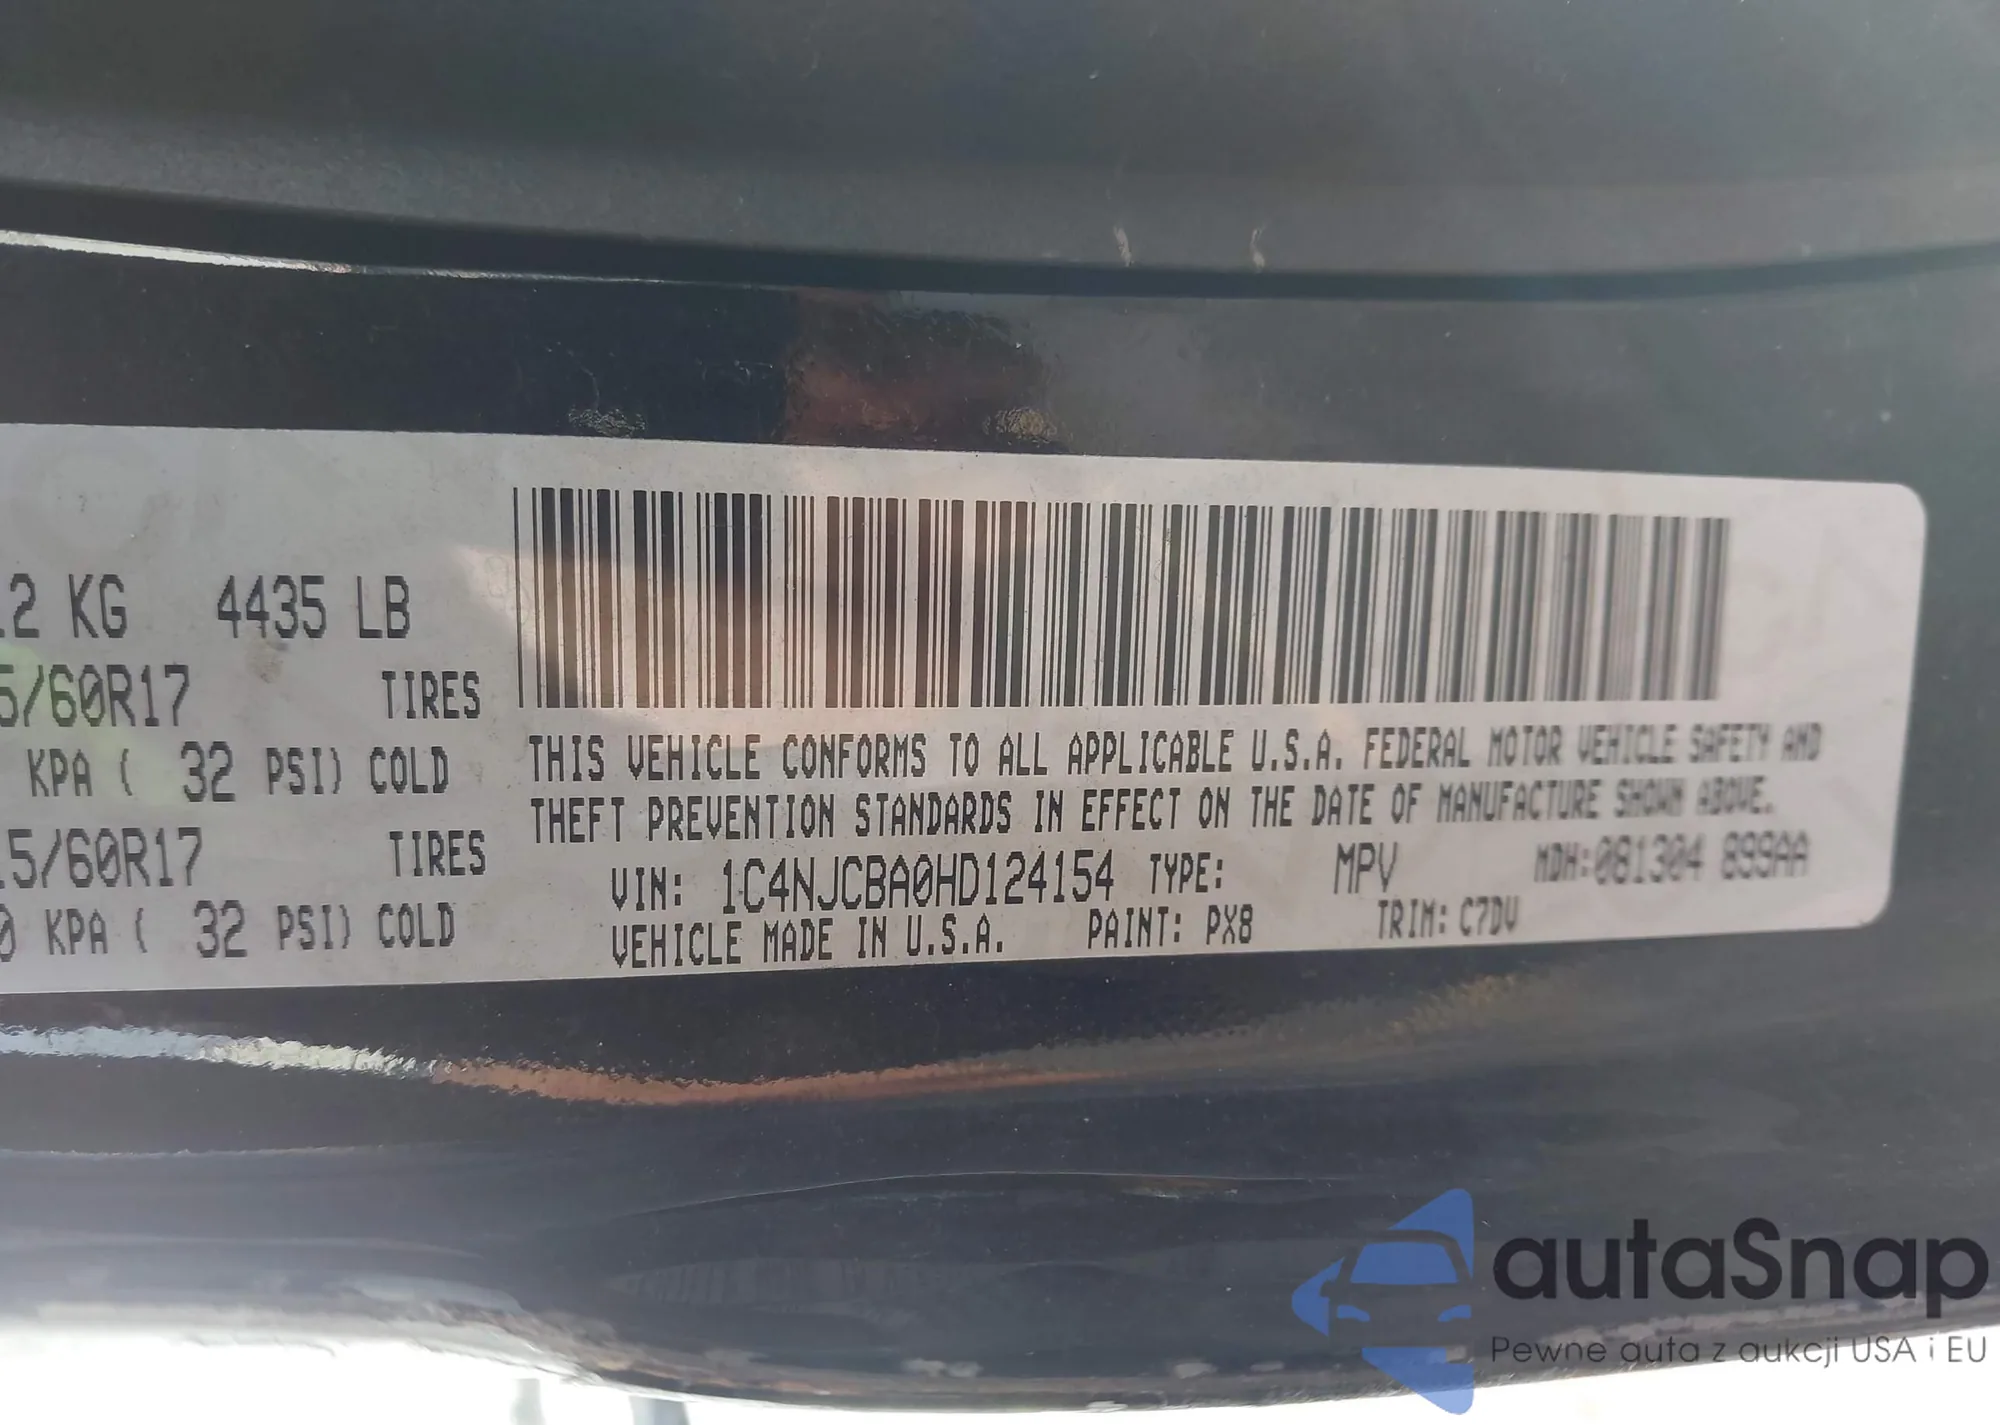 .2 KG 4435 LB
5/60R17 TIRES
KPA ( 32 PSI) COLD
15/60R17 TIRES
0 KPA ( 32 PSI) COLD
THIS VEHICLE CONFORMS TO ALL APPLICABLE U.S.A. FEDERAL MOTOR VEHICLE SAFETY AND
THEFT PREVENTION STANDARDS IN EFFECT ON THE DATE OF MANUFACTURE SHOWN ABOVE.
VIN: 1C4NJCBA0HD124154 TYPE: MPV MDH:081304 899AA
VEHICLE MADE IN U.S.A. PAINT: PX8 TRIM: C7DV
autaSnap
Pewne auta z aukcji USA i EU